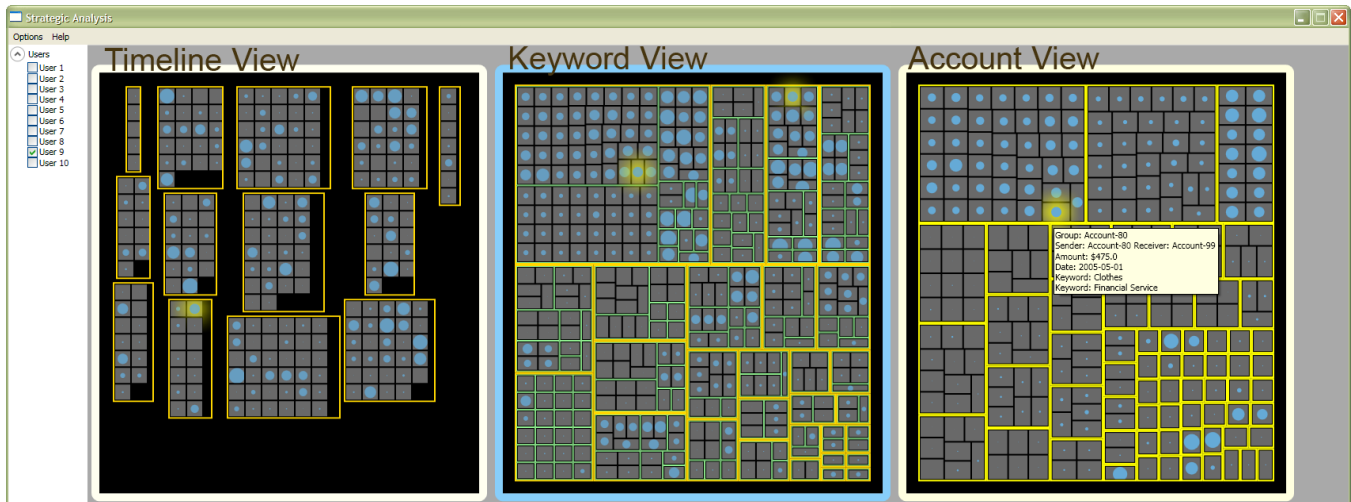 Strategic Analysis
Options Help
Users
User 1
User 2
User 3
User 4
User 5
User 6
User 7
User 8
User 9
User 10
Timeline View
Keyword View
Account View
Group: Account-80
Sender: Account-80 Receiver: Account-99
Amount: $475.0
Date: 2005-05-01
Keyword: Clothes
Keyword: Financial Service